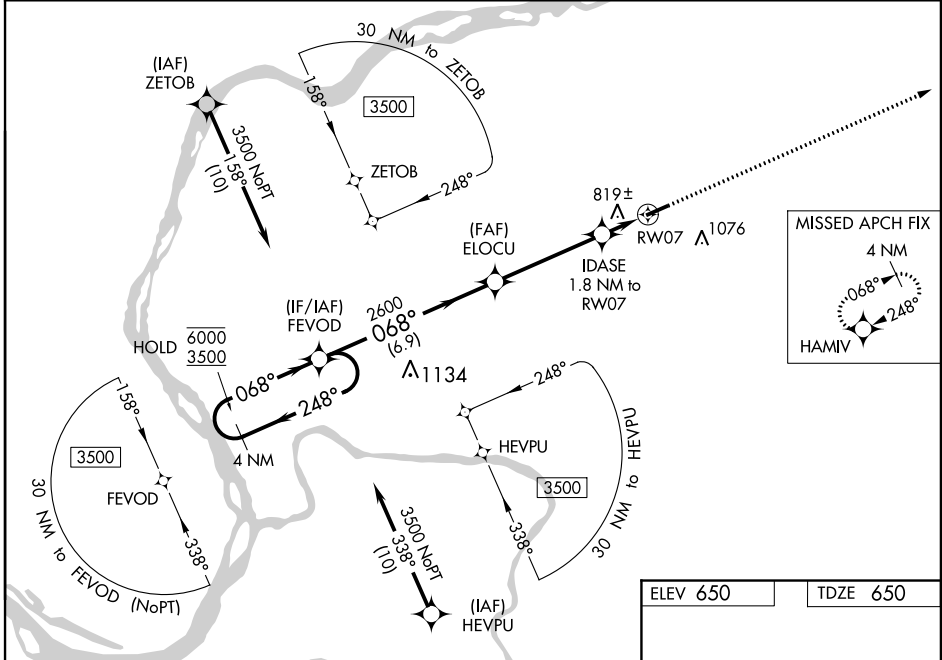 30 NM to ZETOB
(IAF)
ZETOB
158°
3500
3500 NoPT
158°
(10)
ZETOB
248°
819±
(FAF)
ELOCU
RW07
1076
IDASE
1.8 NM to
RW07
MISSED APCH FIX
4 NM
068°
248°
HAMIV
(IF/IAF)
FEVOD
2600
068°
(6.9)
HOLD
6000
3500
1134
068°
248°
4 NM
248°
HEVPU
3500
338°
30 NM to HEVPU
158°
3500
FEVOD
338°
30 NM to FEVOD (NoPT)
3500 NoPT
338°
(10)
(IAF)
HEVPU
ELEV 650
TDZE 650